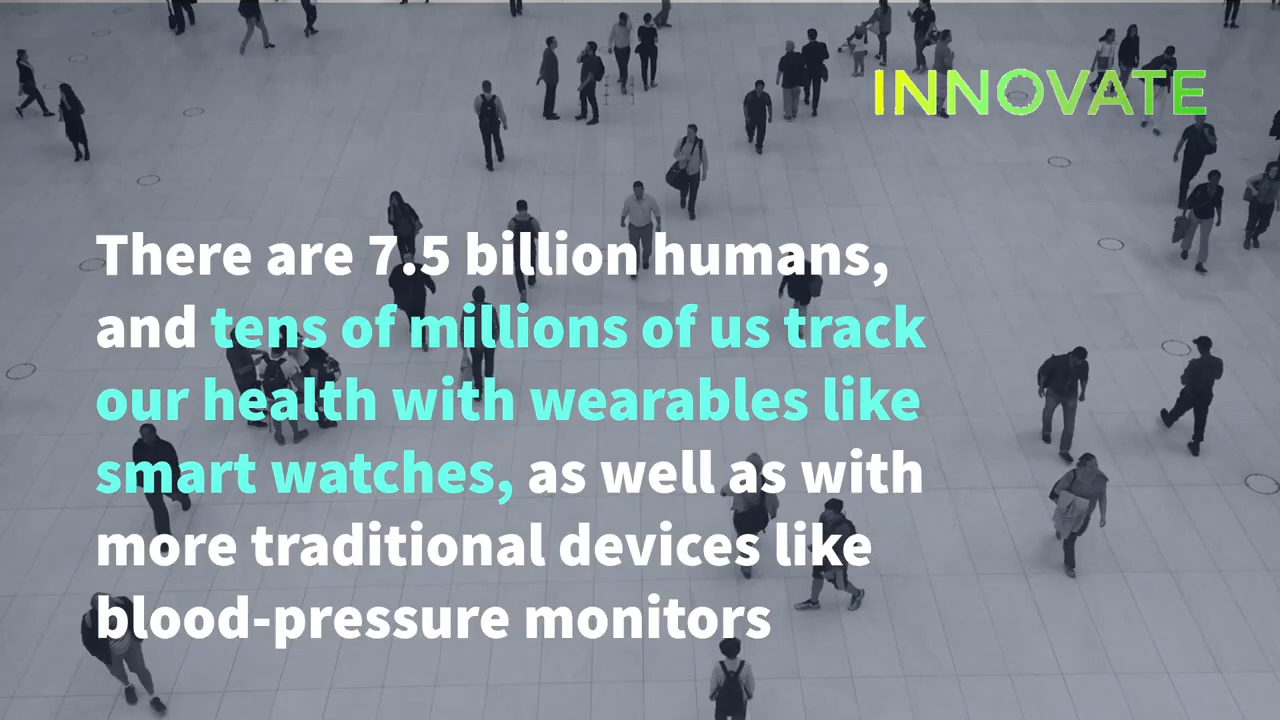 INNOVATE
There are 7.5 billion humans,
and tens of millions of us track
our health with wearables like
smart watches, as well as with
more traditional devices like
blood-pressure monitors